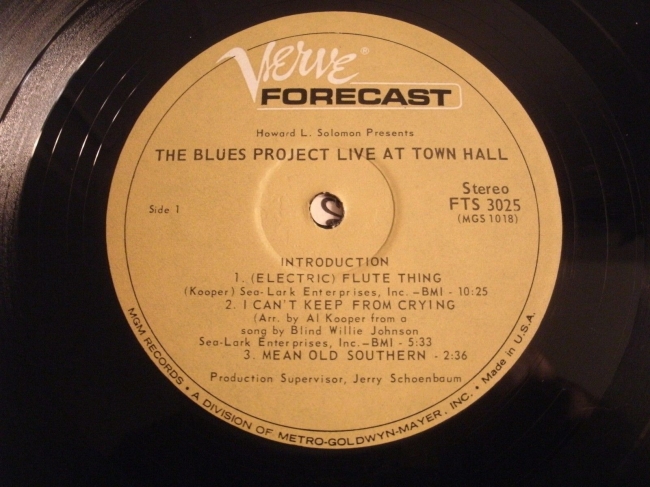 Verve®
FORECAST
Howard L. Solomon Presents
THE BLUES PROJECT LIVE AT TOWN HALL
Stereo
FTS 3025
(MGS 1018)
Side 1
INTRODUCTION
1. (ELECTRIC) FLUTE THING
(Kooper) Sea-Lark Enterprises, Inc. –BMI - 10:25
2. I CAN'T KEEP FROM CRYING
(Arr. by Al Kooper from a
song by Blind Willie Johnson
Sea-Lark Enterprises, Inc.–BMI - 5:33
3. MEAN OLD SOUTHERN - 2:36
Production Supervisor, Jerry Schoenbaum
MGM RECORDS • A DIVISION OF METRO-GOLDWYN-MAYER, INC. • Made in U.S.A.